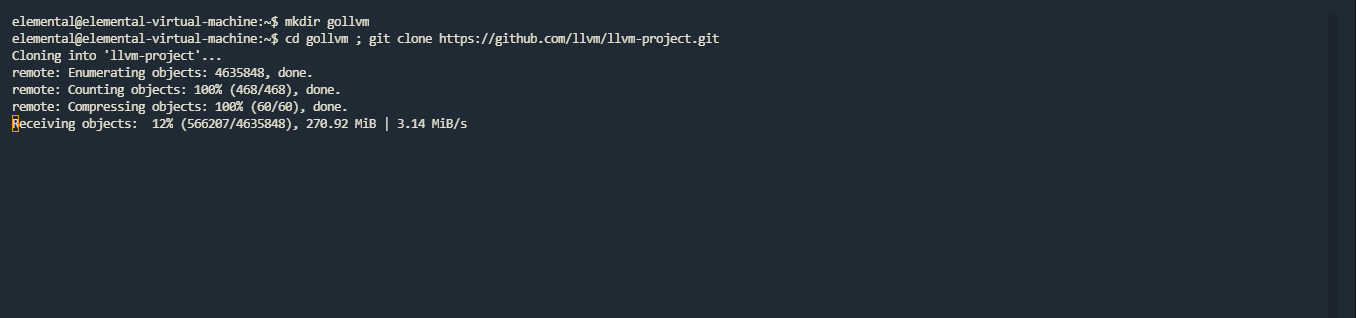 elemental@elemental-virtual-machine:~$ mkdir gollvm
elemental@elemental-virtual-machine:~$ cd gollvm ; git clone https://github.com/llvm/llvm-project.git
Cloning into 'llvm-project'...
remote: Enumerating objects: 4635848, done.
remote: Counting objects: 100% (468/468), done.
remote: Compressing objects: 100% (60/60), done.
Receiving objects:  12% (566207/4635848), 270.92 MiB | 3.14 MiB/s